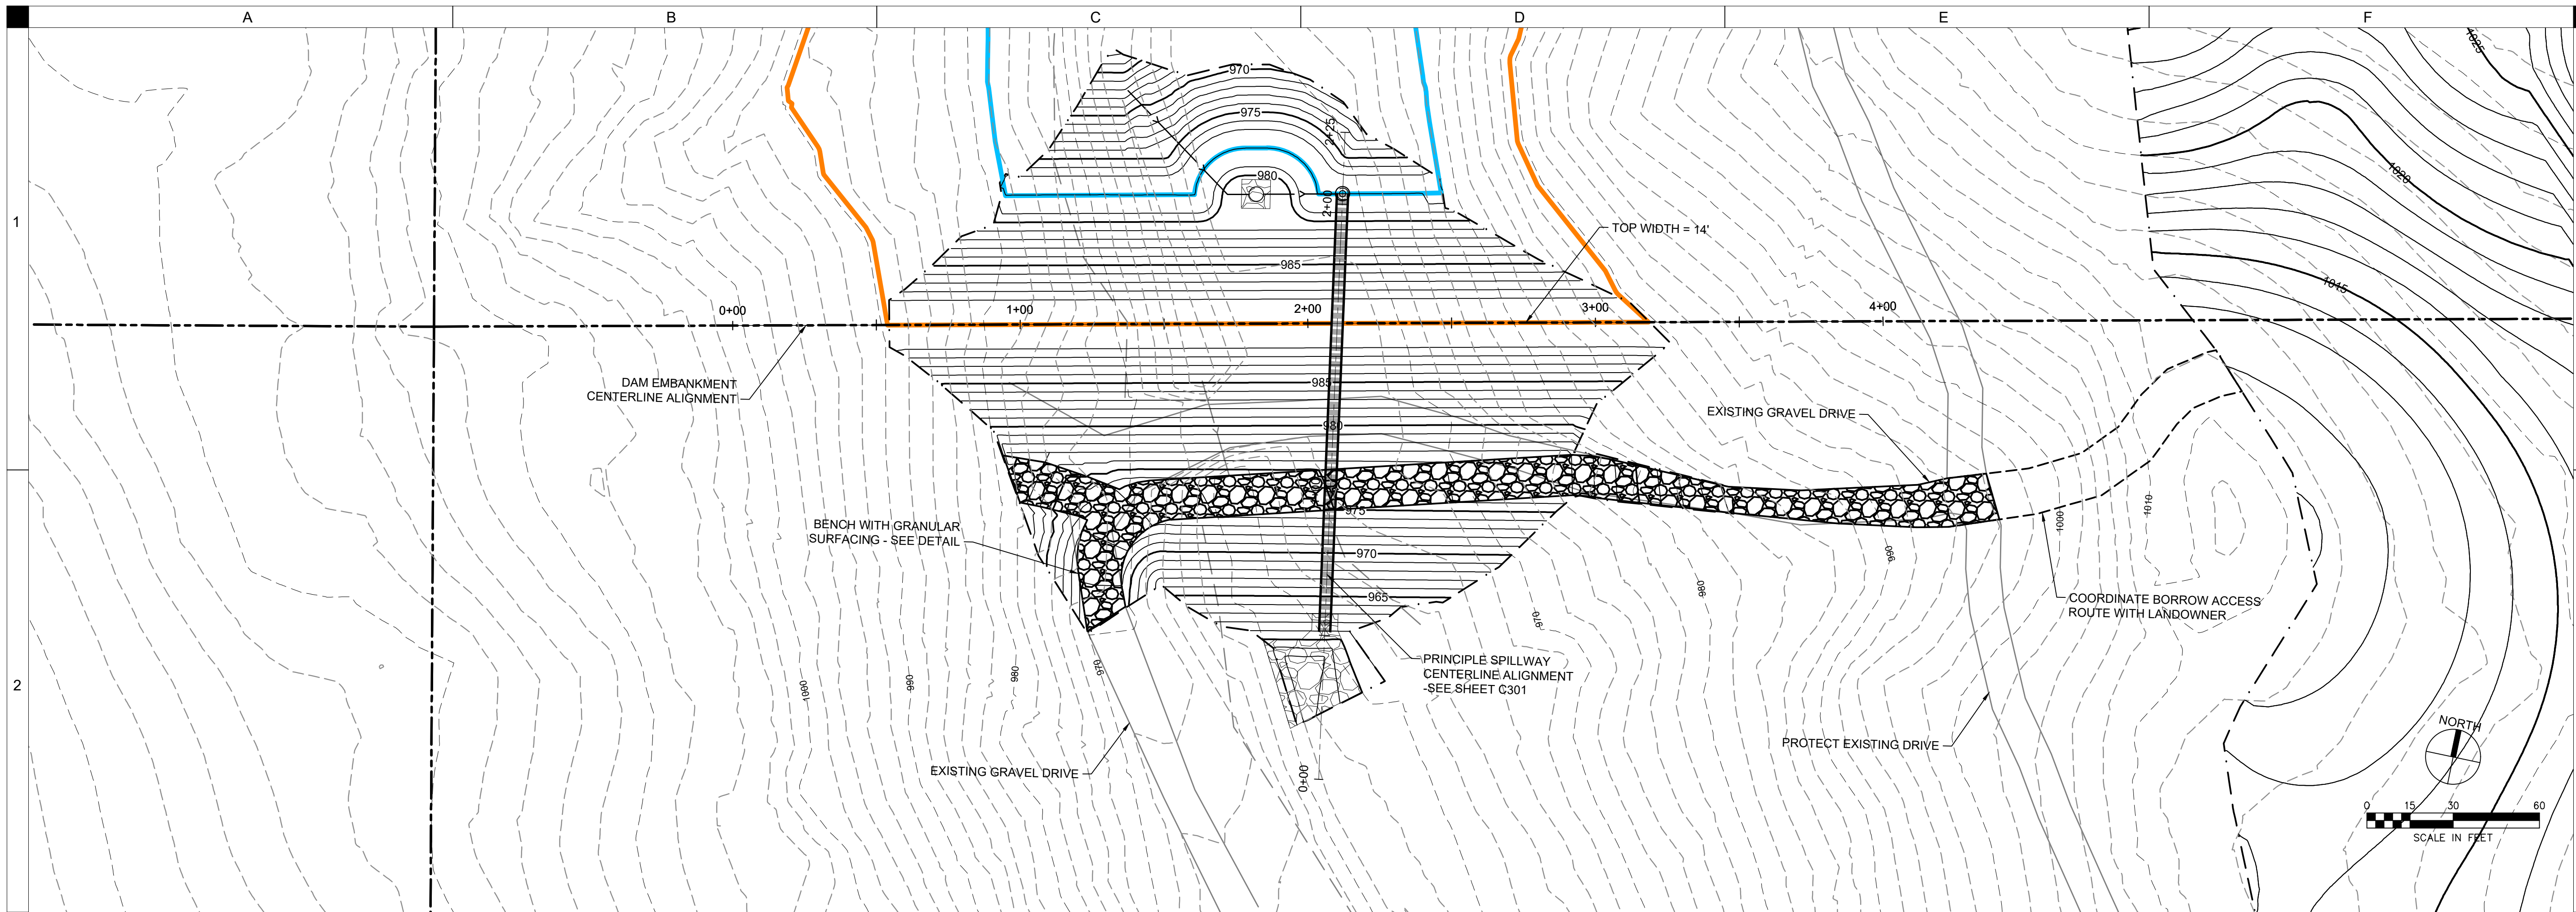 A B C D E F
1
2
1025
970
975
2+25
980
2+00
1020
TOP WIDTH = 14'
985
1015
0+00 1+00 2+00 3+00 4+00
DAM EMBANKMENT
CENTERLINE ALIGNMENT
985
980
EXISTING GRAVEL DRIVE
975
BENCH WITH GRANULAR
SURFACING - SEE DETAIL
970
965
990
1000
1010
980
970
COORDINATE BORROW ACCESS
ROUTE WITH LANDOWNER
1000
990
980
970
PRINCIPLE SPILLWAY
CENTERLINE ALIGNMENT
-SEE SHEET C301
EXISTING GRAVEL DRIVE
0+00
PROTECT EXISTING DRIVE
NORTH
0 15 30 60
SCALE IN FEET